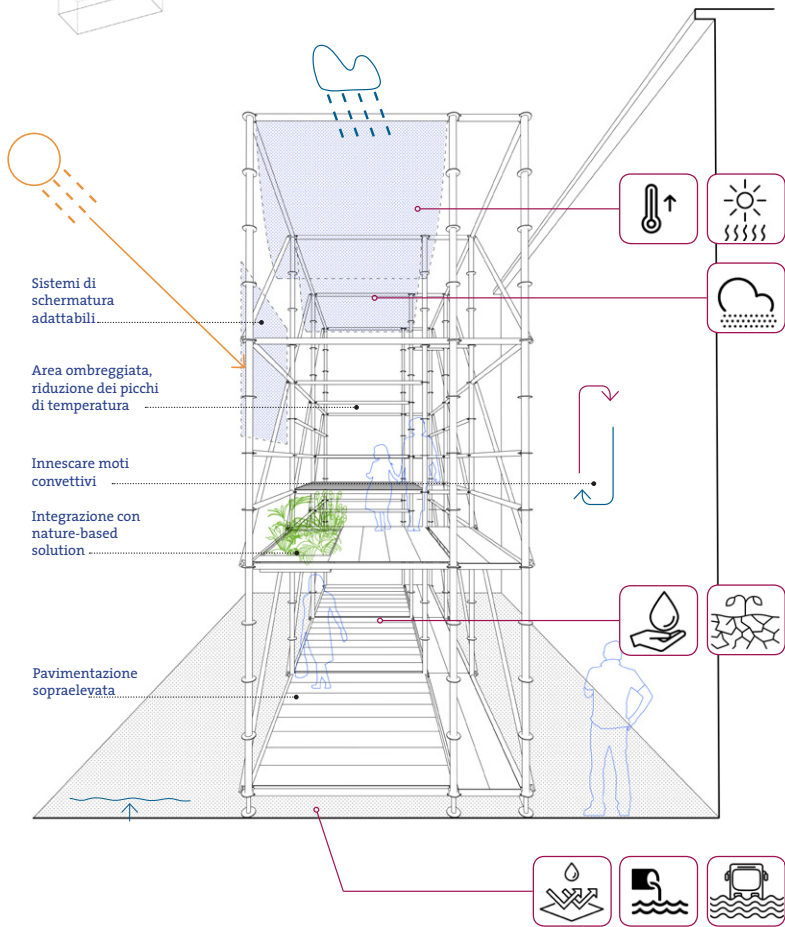 Sistemi di
schermatura
adattabili
Area ombreggiata,
riduzione dei picchi
di temperatura
Innescare moti
convettivi
Integrazione con
nature-based
solution
Pavimentazione
sopraelevata